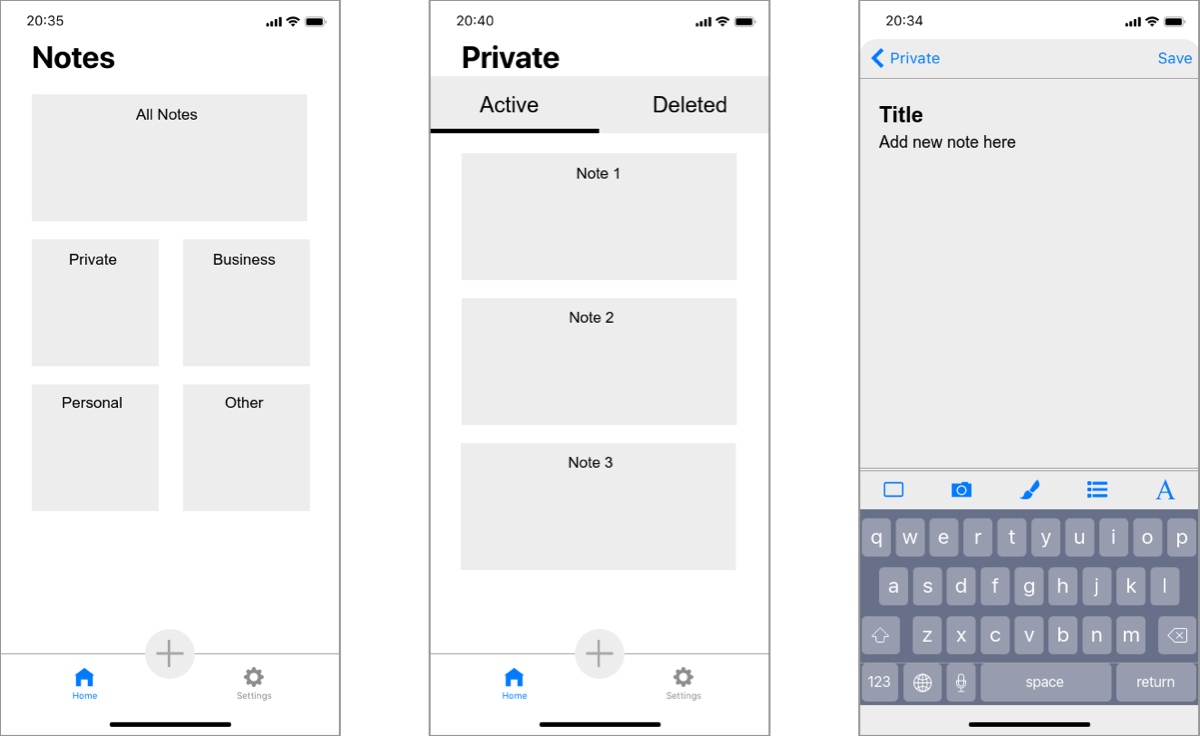 20:35
Notes
All Notes
Private Business
Personal Other
Home Settings
20:40
Private
Active Deleted
Note 1
Note 2
Note 3
Home Settings
20:34
Private Save
Title
Add new note here
A
q w e r t y u i o p
a s d f g h j k l
z x c v b n m
123 space return